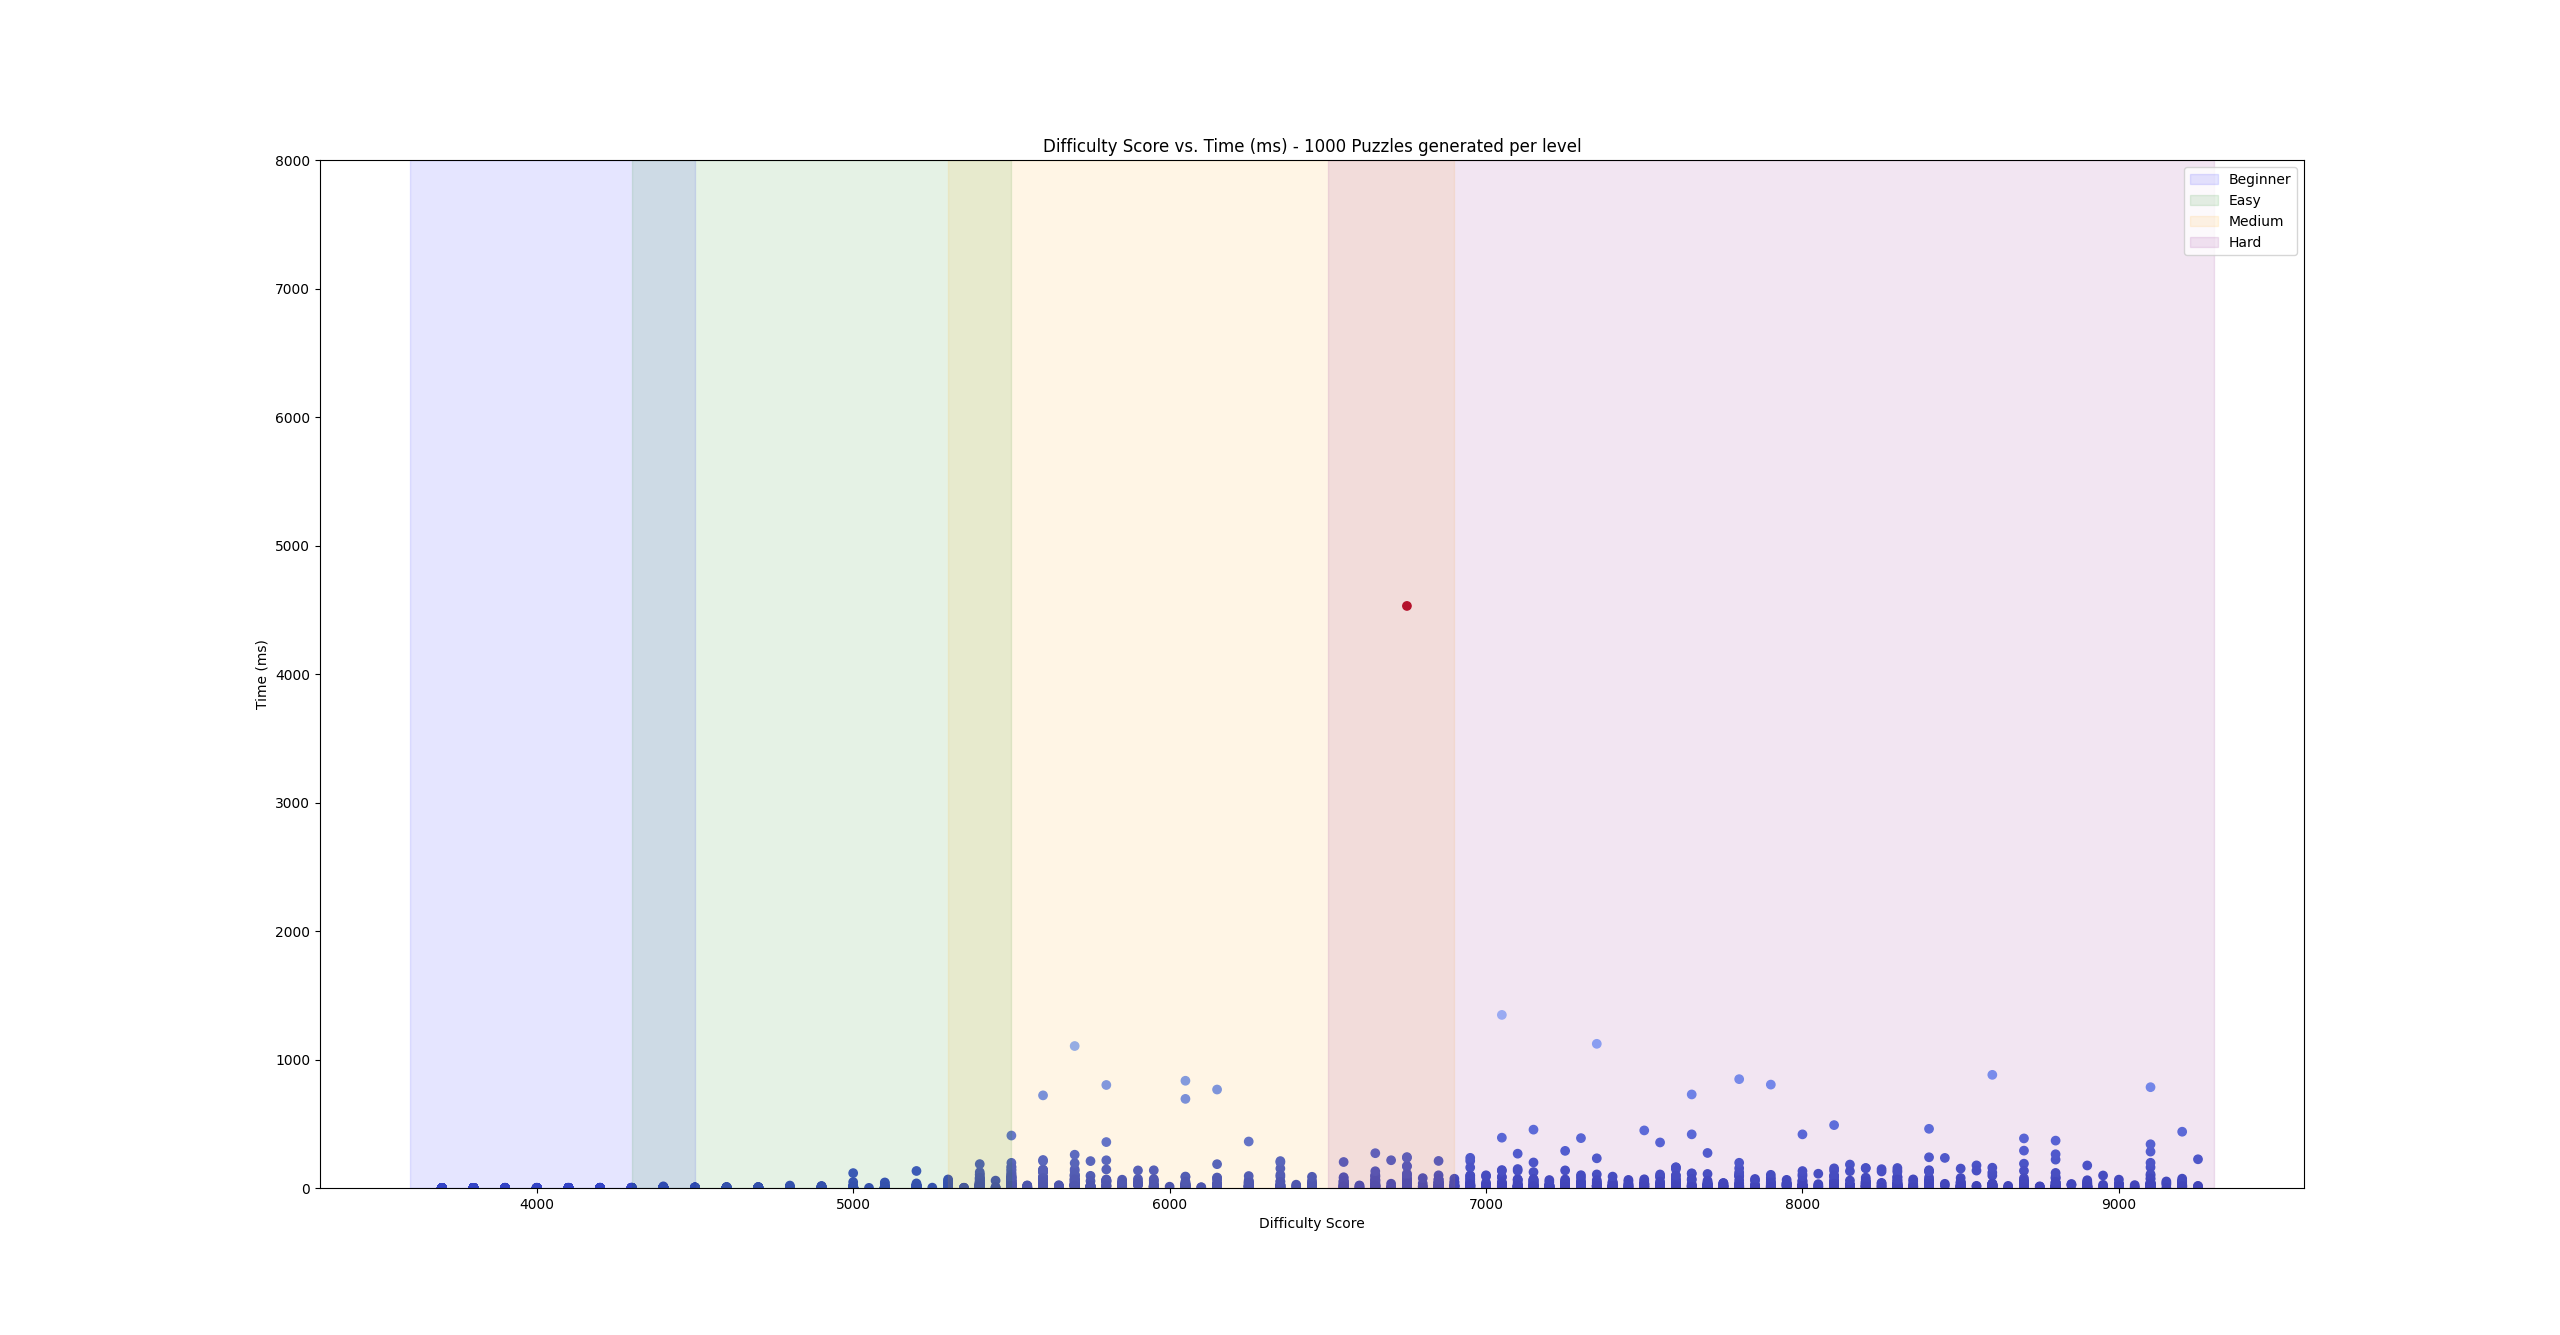 Difficulty Score vs. Time (ms) - 1000 Puzzles generated per level
8000
7000
6000
5000
4000
3000
2000
1000
0
Time (ms)
Beginner
Easy
Medium
Hard
4000
5000
6000
7000
8000
9000
Difficulty Score